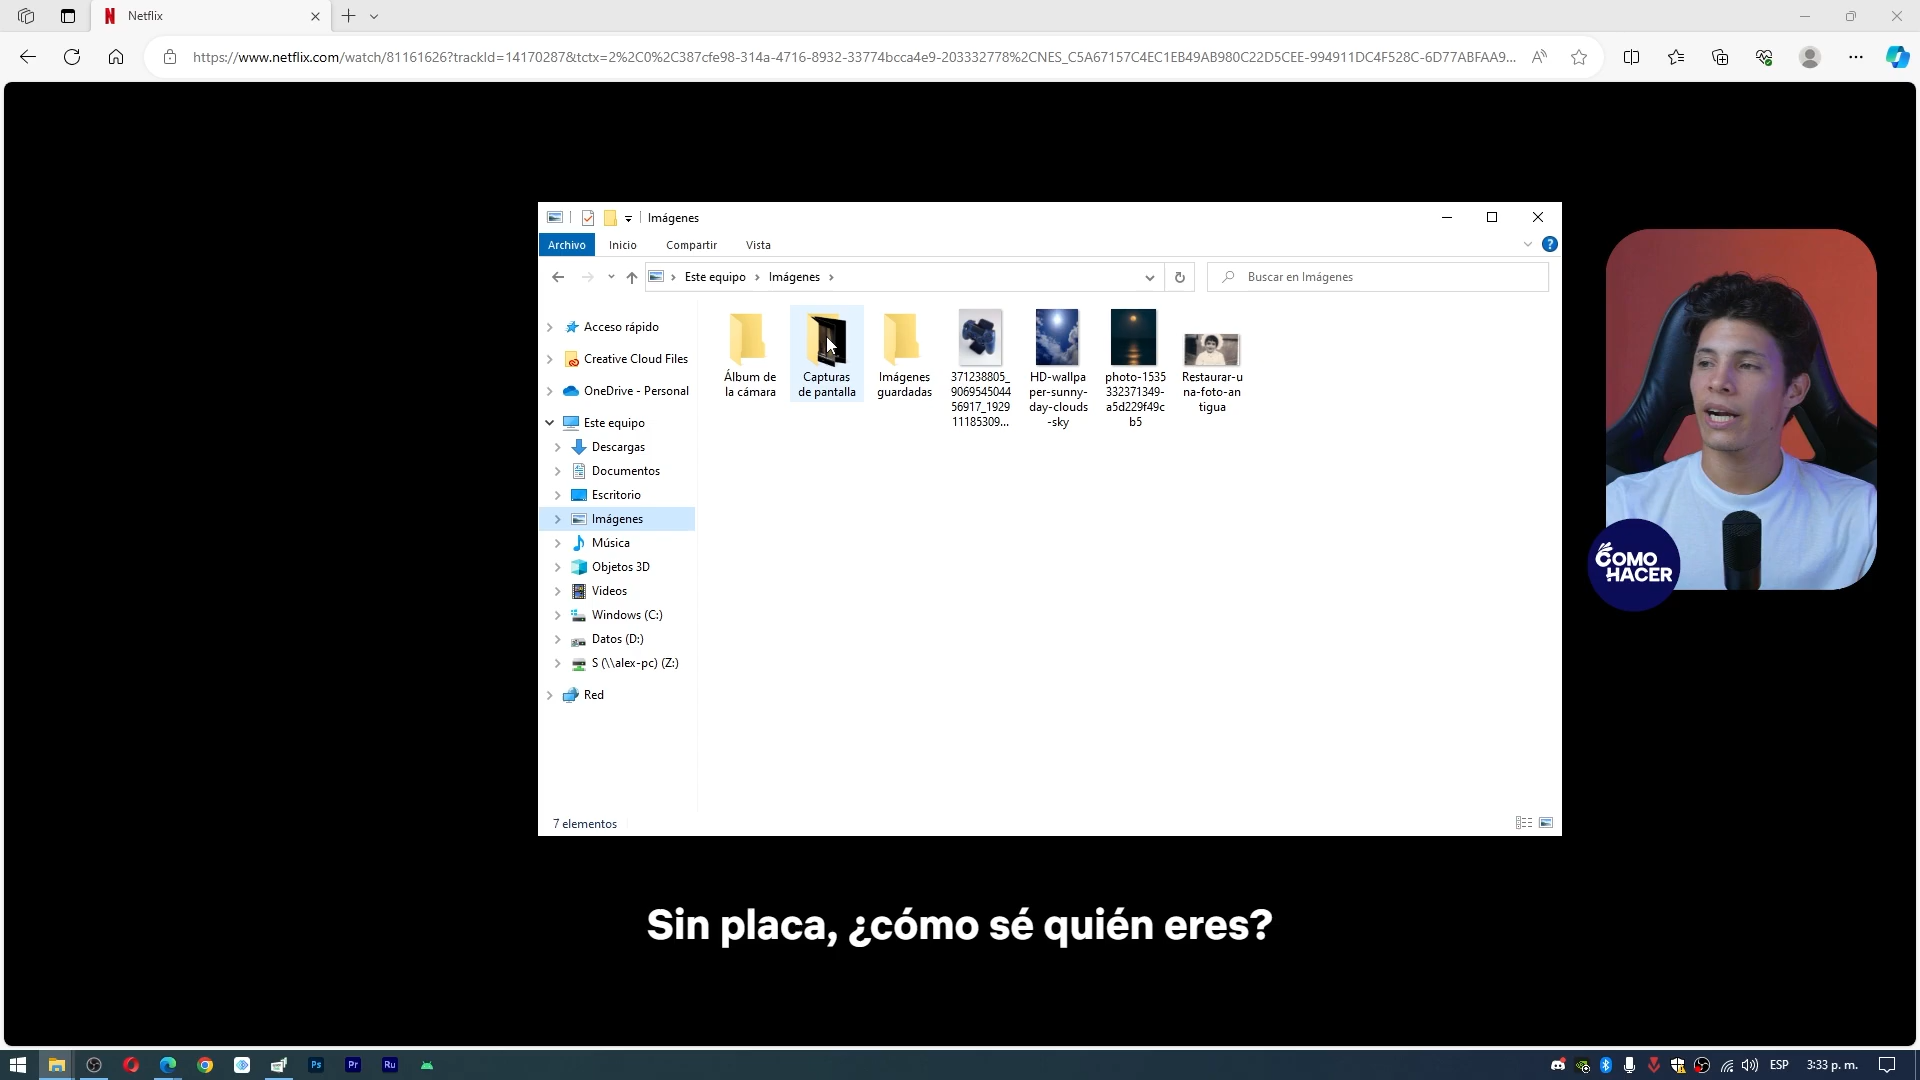 Netflix
https://www.netflix.com/watch/81161626?trackId=14170287&tctx=2%2C0%2C387cfe98-314a-4716-8932-33774bcca4e9-203332778%2CNES_C5A67157C4EC1EB49AB980C22D5CEE-994911DC4F528C-6D77ABFAA9...
Imágenes
Archivo
Inicio
Compartir
Vista
Este equipo
Imágenes
Buscar en Imágenes
Acceso rápido
Creative Cloud Files
OneDrive - Personal
Este equipo
Descargas
Documentos
Escritorio
Imágenes
Música
Objetos 3D
Videos
Windows (C:)
Datos (D:)
S (\\alex-pc) (Z:)
Red
Álbum de
la cámara
Capturas
de pantalla
Imágenes
guardadas
371238805_
9069545044
56917_1929
11185309...
HD-wallpa
per-sunny-
day-clouds
-sky
photo-1535
332371349-
a5d229f49c
b5
Restaurar-u
na-foto-an
tigua
7 elementos
COMO
HACER
Sin placa, ¿cómo sé quién eres?
Ps
Pr
Ru
ESP
3:33 p. m.